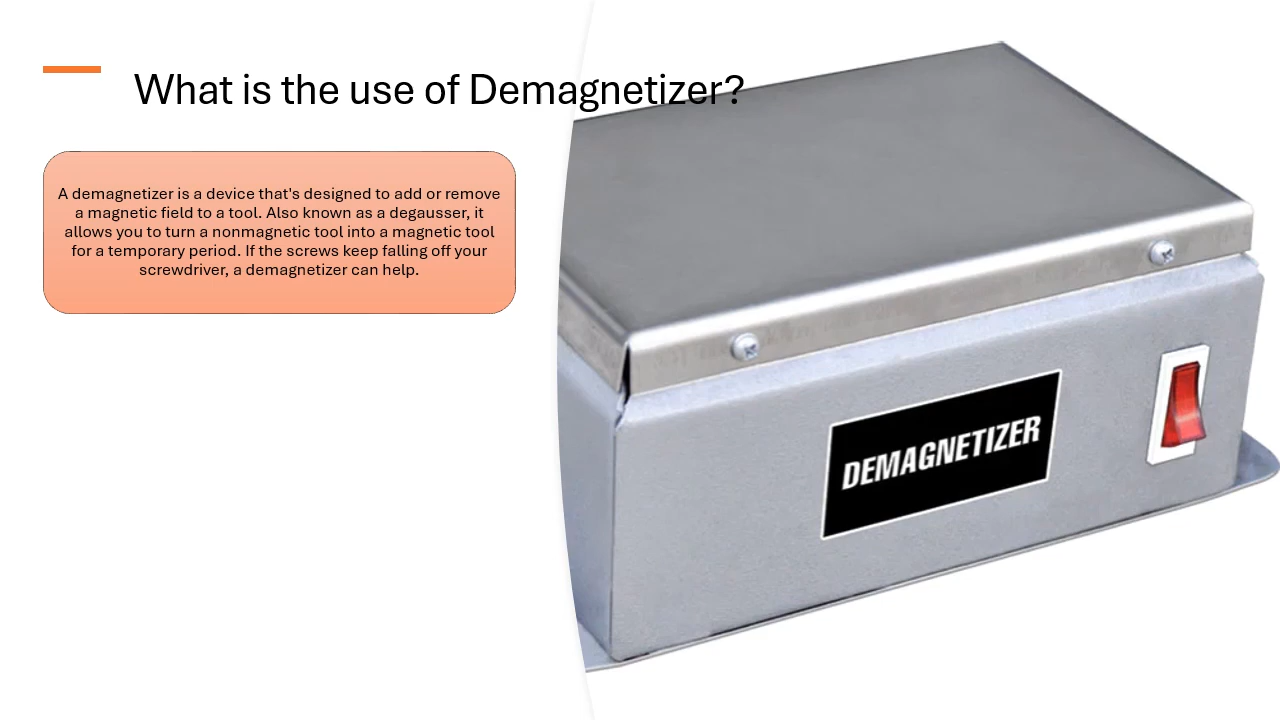 What is the use of Demagnetizer?
A demagnetizer is a device that's designed to add or remove
a magnetic field to a tool. Also known as a degausser, it
allows you to turn a nonmagnetic tool into a magnetic tool
for a temporary period. If the screws keep falling off your
screwdriver, a demagnetizer can help.
DEMAGNETIZER